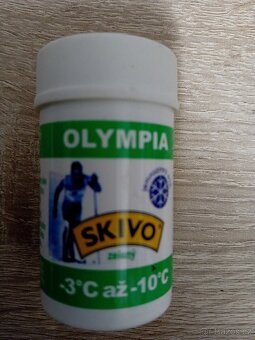 OLYMPIA
SKIVO
zelený
-3°C až -10°C